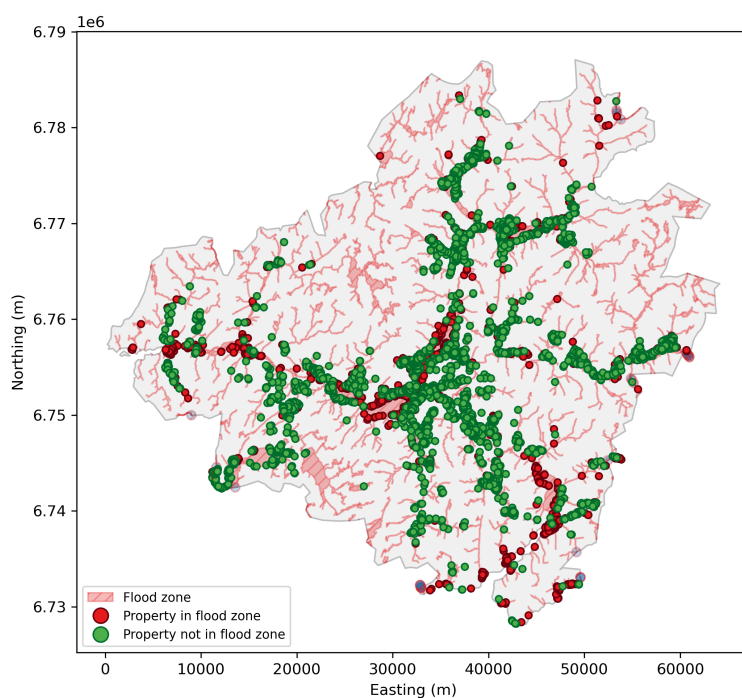 1e6
6.79
6.78
6.77
6.76
6.75
6.74
6.73
Northing (m)
0 10000 20000 30000 40000 50000 60000
Easting (m)
Flood zone
Property in flood zone
Property not in flood zone